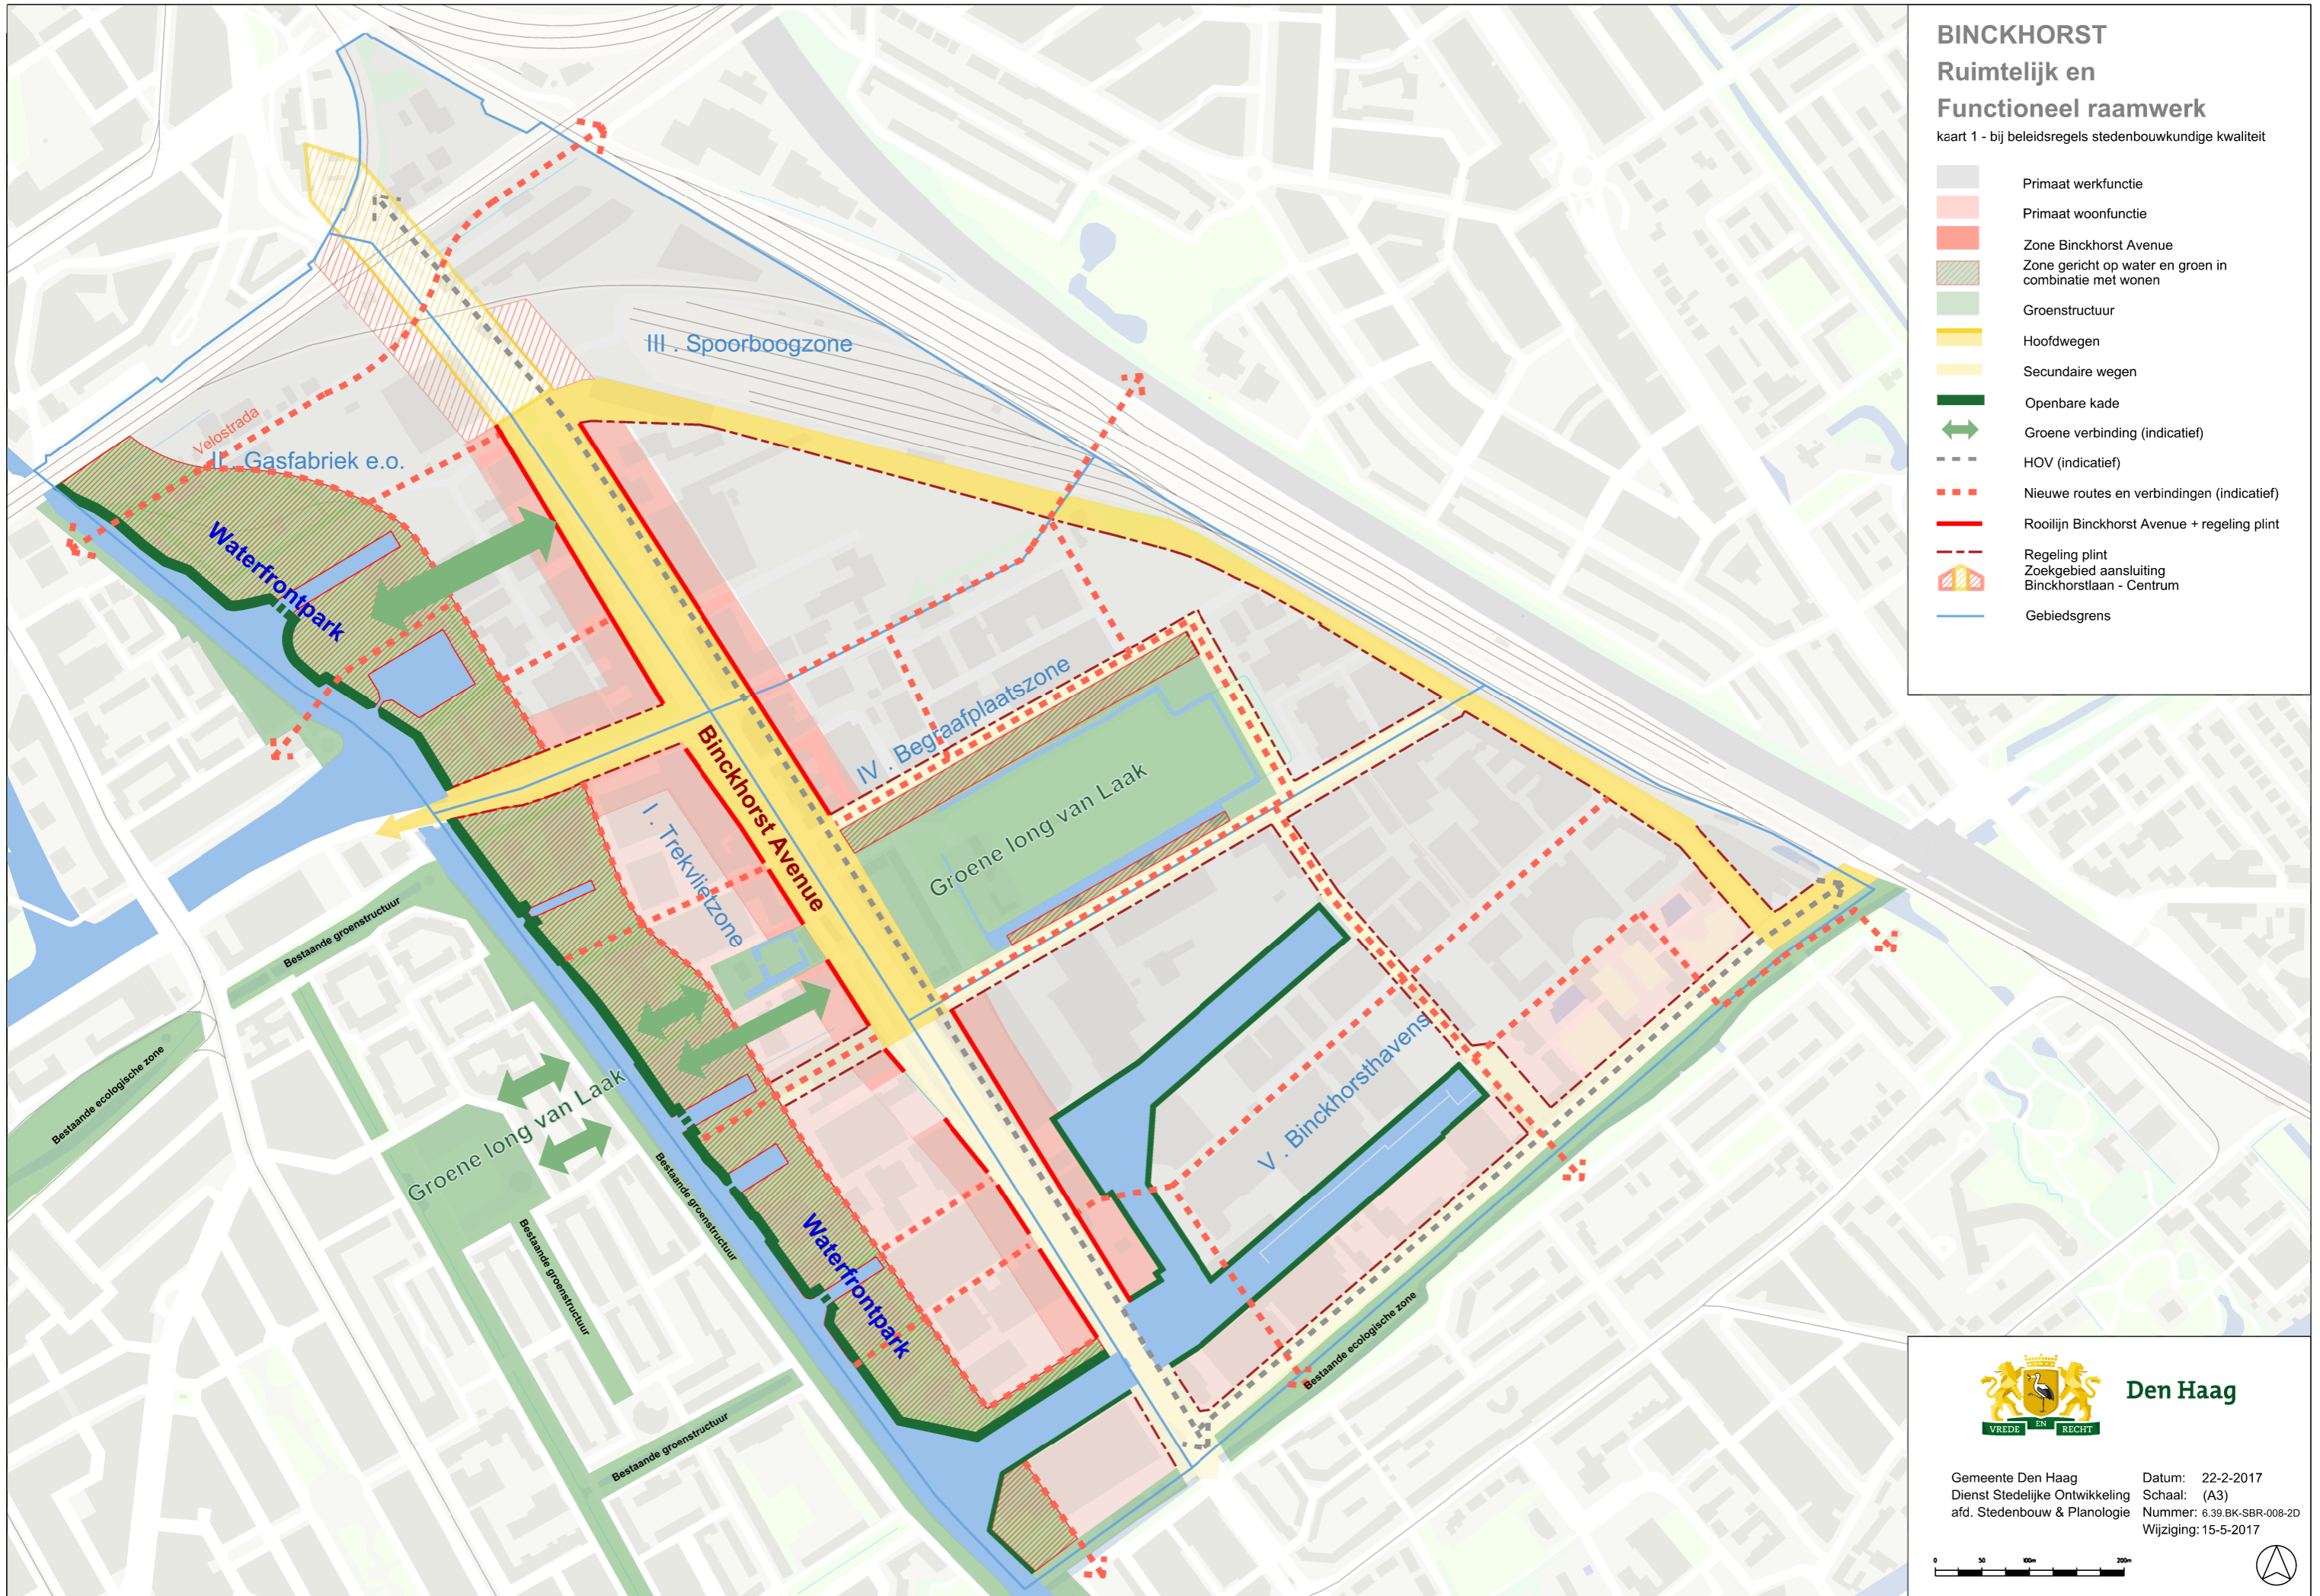 BINCKHORST
Ruimtelijk en
Functioneel raamwerk
kaart 1 - bij beleidsregels stedenbouwkundige kwaliteit
Primaat werkfunctie
Primaat woonfunctie
Zone Binckhorst Avenue
Zone gericht op water en groen in
combinatie met wonen
Groenstructuur
Hoofdwegen
Secundaire wegen
Openbare kade
Groene verbinding (indicatief)
HOV (indicatief)
Nieuwe routes en verbindingen (indicatief)
Rooilijn Binckhorst Avenue + regeling plint
Regeling plint
Zoekgebied aansluiting
Binckhorstlaan - Centrum
Gebiedsgrens
III . Spoorboogzone
Velostrada
II . Gasfabriek e.o.
Waterfrontpark
IV . Begraafplaatszone
Binckhorst Avenue
Groene long van Laak
I . Trekvlietzone
Bestaande groenstructuur
Bestaande ecologische zone
Groene long van Laak
V . Binckhorsthavens
Bestaande groenstructuur
Bestaande groenstructuur
Waterfrontpark
Bestaande ecologische zone
Bestaande groenstructuur
VREDE EN RECHT
Den Haag
Gemeente Den Haag
Dienst Stedelijke Ontwikkeling
afd. Stedenbouw & Planologie
Datum: 22-2-2017
Schaal: (A3)
Nummer: 6.39.BK-SBR-008-2D
Wijziging: 15-5-2017
0 50 100m 200m